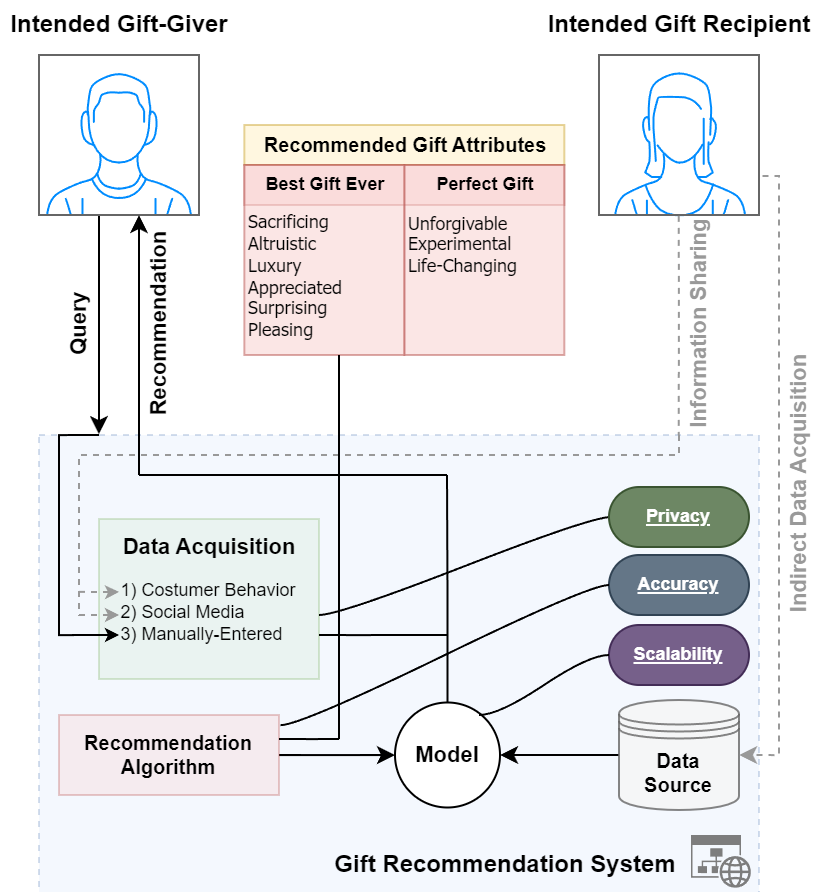 Intended Gift-Giver
Intended Gift Recipient
Recommended Gift Attributes
Best Gift Ever
Perfect Gift
Sacrificing
Altruistic
Luxury
Appreciated
Surprising
Pleasing
Unforgivable
Experimental
Life-Changing
Query
Recommendation
Information Sharing
Indirect Data Acquisition
Data Acquisition
1) Costumer Behavior
2) Social Media
3) Manually-Entered
Privacy
Accuracy
Scalability
Recommendation
Algorithm
Model
Data
Source
Gift Recommendation System